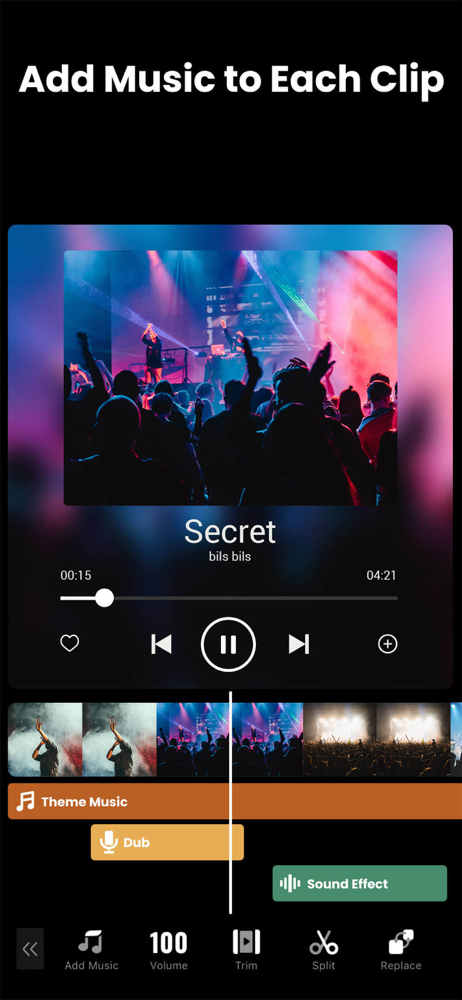 Add Music to Each Clip
Secret
bils bils
00:15 04:21
Theme Music
Dub
Sound Effect
100
Add Music Volume Trim Split Replace